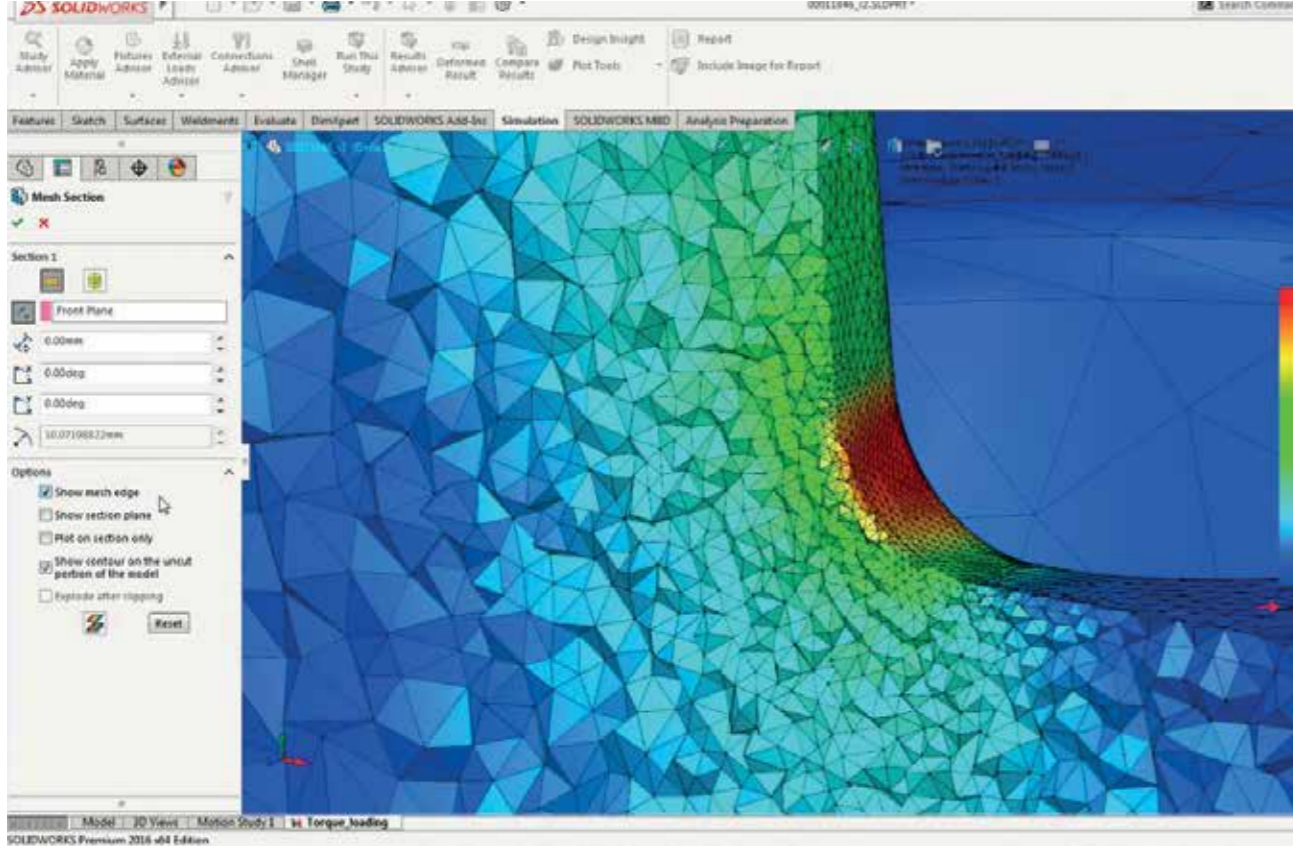 SOLIDWORKS
00011846_r2.SLDPRT *
Search Comma
Study Advisor
Apply Material
Fixtures Advisor
External Loads Advisor
Connections Advisor
Shell Manager
Run This Study
Results Advisor
Deformed Result
Compare Results
Design Insight
Plot Tools
Report
Include Image for Report
Features Sketch Surfaces Weldments Evaluate DimXpert SOLIDWORKS Add-Ins Simulation SOLIDWORKS MBD Analysis Preparation
Mesh Section
Section 1
Front Plane
0.00mm
0.00deg
0.00deg
10.07198822mm
Options
Show mesh edge
Show section plane
Plot on section only
Show contour on the uncut
portion of the model
Explode after clipping
Reset
Model 3D Views Motion Study 1 Torque_loading
SOLIDWORKS Premium 2016 x64 Edition